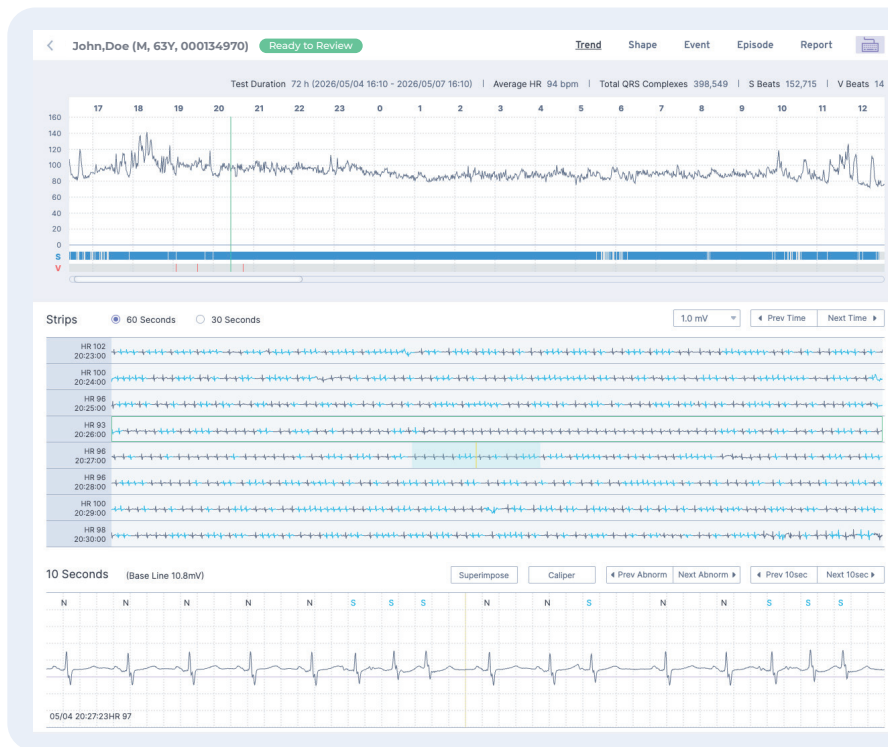 John,Doe (M, 63Y, 000134970) Ready to Review Trend Shape Event Episode Report
Test Duration 72 h (2026/05/04 16:10 - 2026/05/07 16:10) | Average HR 94 bpm | Total QRS Complexes 398,549 | S Beats 152,715 | V Beats 14
17 18 19 20 21 22 23 0 1 2 3 4 5 6 7 8 9 10 11 12
160
140
120
100
80
60
40
20
0
S
V
Strips 60 Seconds 30 Seconds 1.0 mV Prev Time Next Time
HR 102
20:23:00
HR 100
20:24:00
HR 96
20:25:00
HR 93
20:26:00
HR 96
20:27:00
HR 96
20:28:00
HR 100
20:29:00
HR 98
20:30:00
10 Seconds (Base Line 10.8mV) Superimpose Caliper Prev Abnorm Next Abnorm Prev 10sec Next 10sec
N N N N N S S S N N S N N S S S
05/04 20:27:23HR 97